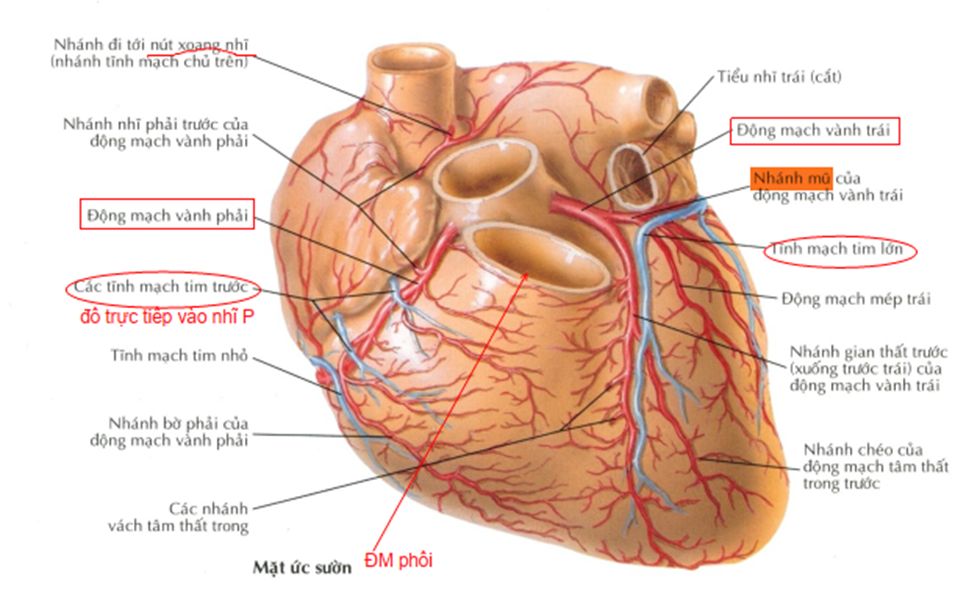 Nhánh đi tới nút xoang nhĩ
(nhánh tĩnh mạch chủ trên)
Nhánh nhĩ phải trước của
động mạch vành phải
Động mạch vành phải
Các tĩnh mạch tim trước
đổ trực tiếp vào nhĩ P
Tĩnh mạch tim nhỏ
Nhánh bờ phải của
động mạch vành phải
Các nhánh
vách tâm thất trong
Mặt ức sườn
ĐM phổi
Tiểu nhĩ trái (cắt)
Động mạch vành trái
Nhánh mũ của
động mạch vành trái
Tĩnh mạch tim lớn
Động mạch mép trái
Nhánh gian thất trước
(xuống trước trái) của
động mạch vành trái
Nhánh chéo của
động mạch tâm thất
trong trước